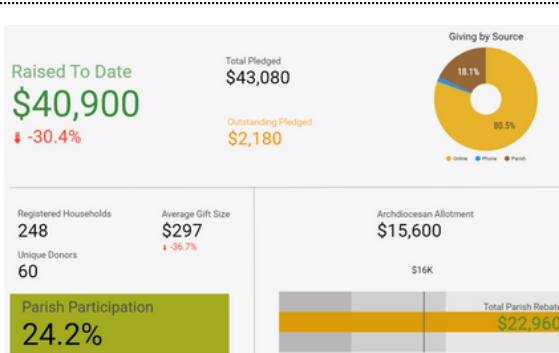 Giving by Source
Raised To Date
$40,900
-30.4%
Total Pledged
$43,080
Outstanding Pledged
$2,180
18.1%
80.5%
Online Phone Parish
Registered Households
248
Average Gift Size
$297
-36.7%
Unique Donors
60
Parish Participation
24.2%
Archdiocesan Allotment
$15,600
$16K
Total Parish Rebate
$22,960